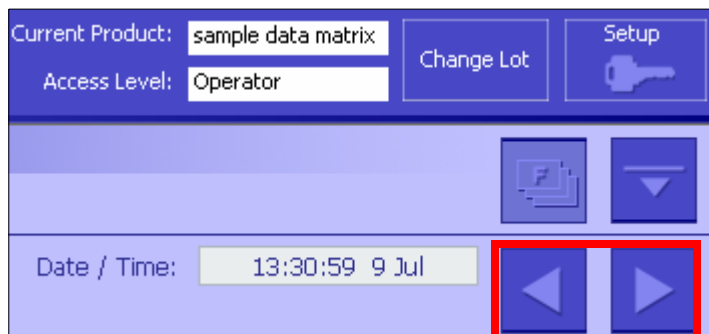 Current Product: sample data matrix
Access Level: Operator
Change Lot
Setup
F
Date / Time: 13:30:59 9 Jul